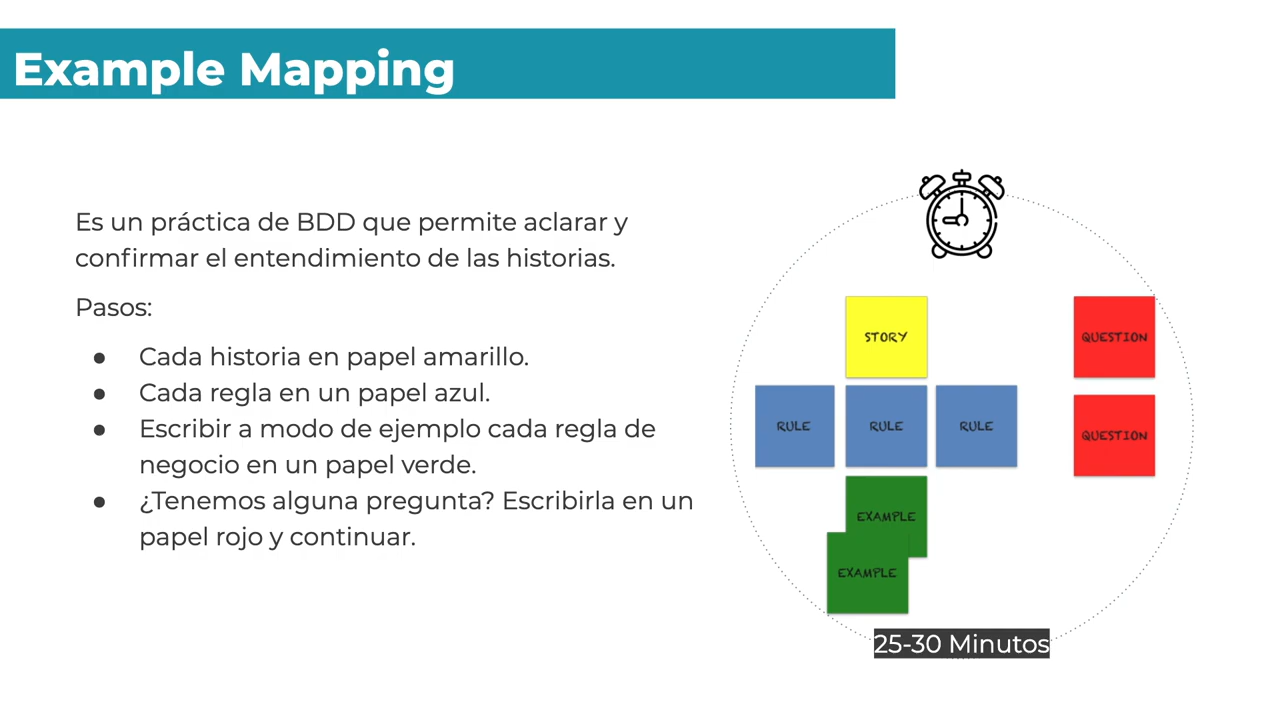 Example Mapping
Es un práctica de BDD que permite aclarar y
confirmar el entendimiento de las historias.
Pasos:
● Cada historia en papel amarillo.
● Cada regla en un papel azul.
● Escribir a modo de ejemplo cada regla de
negocio en un papel verde.
● ¿Tenemos alguna pregunta? Escribirla en un
papel rojo y continuar.
STORY
QUESTION
RULE
RULE
RULE
QUESTION
EXAMPLE
EXAMPLE
25-30 Minutos